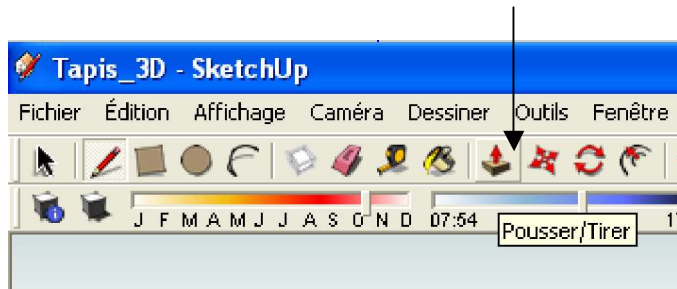 Tapis_3D - SketchUp
Fichier Édition Affichage Caméra Dessiner Outils Fenêtre
J F M A M J J A S O N D 07:54
Pousser/Tirer